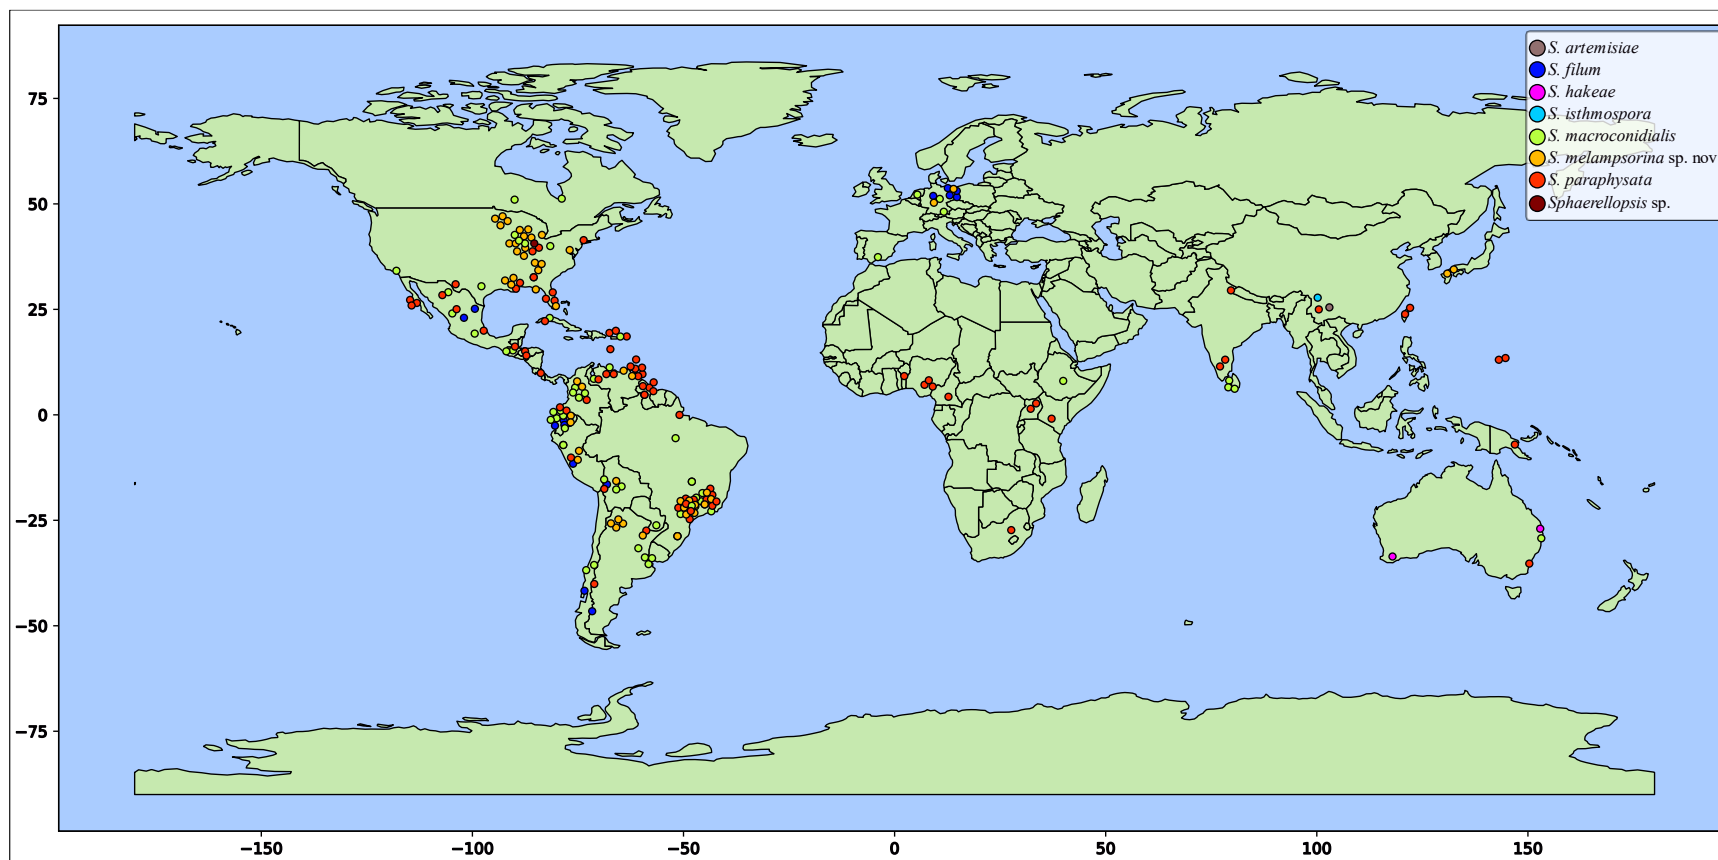 S. artemisiae
S. filum
S. hakeae
S. isthmospora
S. macroconidialis
S. melampsorina sp. nov
S. paraphysata
Sphaerellopsis sp.
75
50
25
0
−25
−50
−75
−150
−100
−50
0
50
100
150